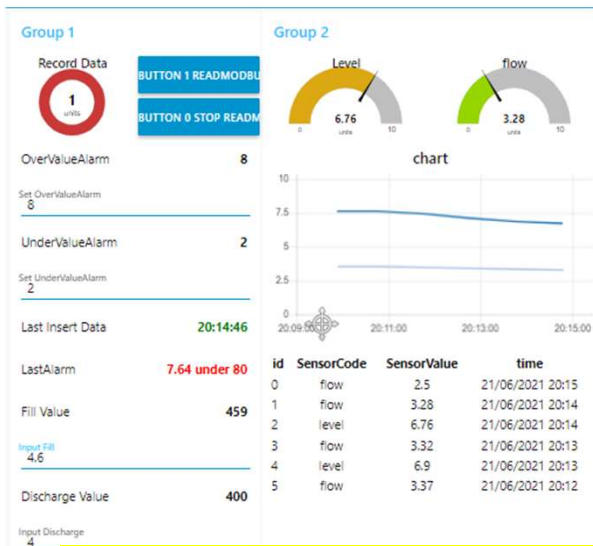 Group 1
Record Data
1
units
BUTTON 1 READMODBU
BUTTON 0 STOP READM
OverValueAlarm 8
Set OverValueAlarm
8
UnderValueAlarm 2
Set UnderValueAlarm
2
Last Insert Data 20:14:46
LastAlarm 7.64 under 80
Fill Value 459
Input Fill
4.6
Discharge Value 400
Input Discharge
4
Group 2
Level
6.76
units
0 10
flow
3.28
units
0 10
chart
10
7.5
5
2.5
0
20:09:00 20:11:00 20:13:00 20:15:00
id SensorCode SensorValue time
0 flow 2.5 21/06/2021 20:15
1 flow 3.28 21/06/2021 20:14
2 level 6.76 21/06/2021 20:14
3 flow 3.32 21/06/2021 20:13
4 level 6.9 21/06/2021 20:13
5 flow 3.37 21/06/2021 20:12